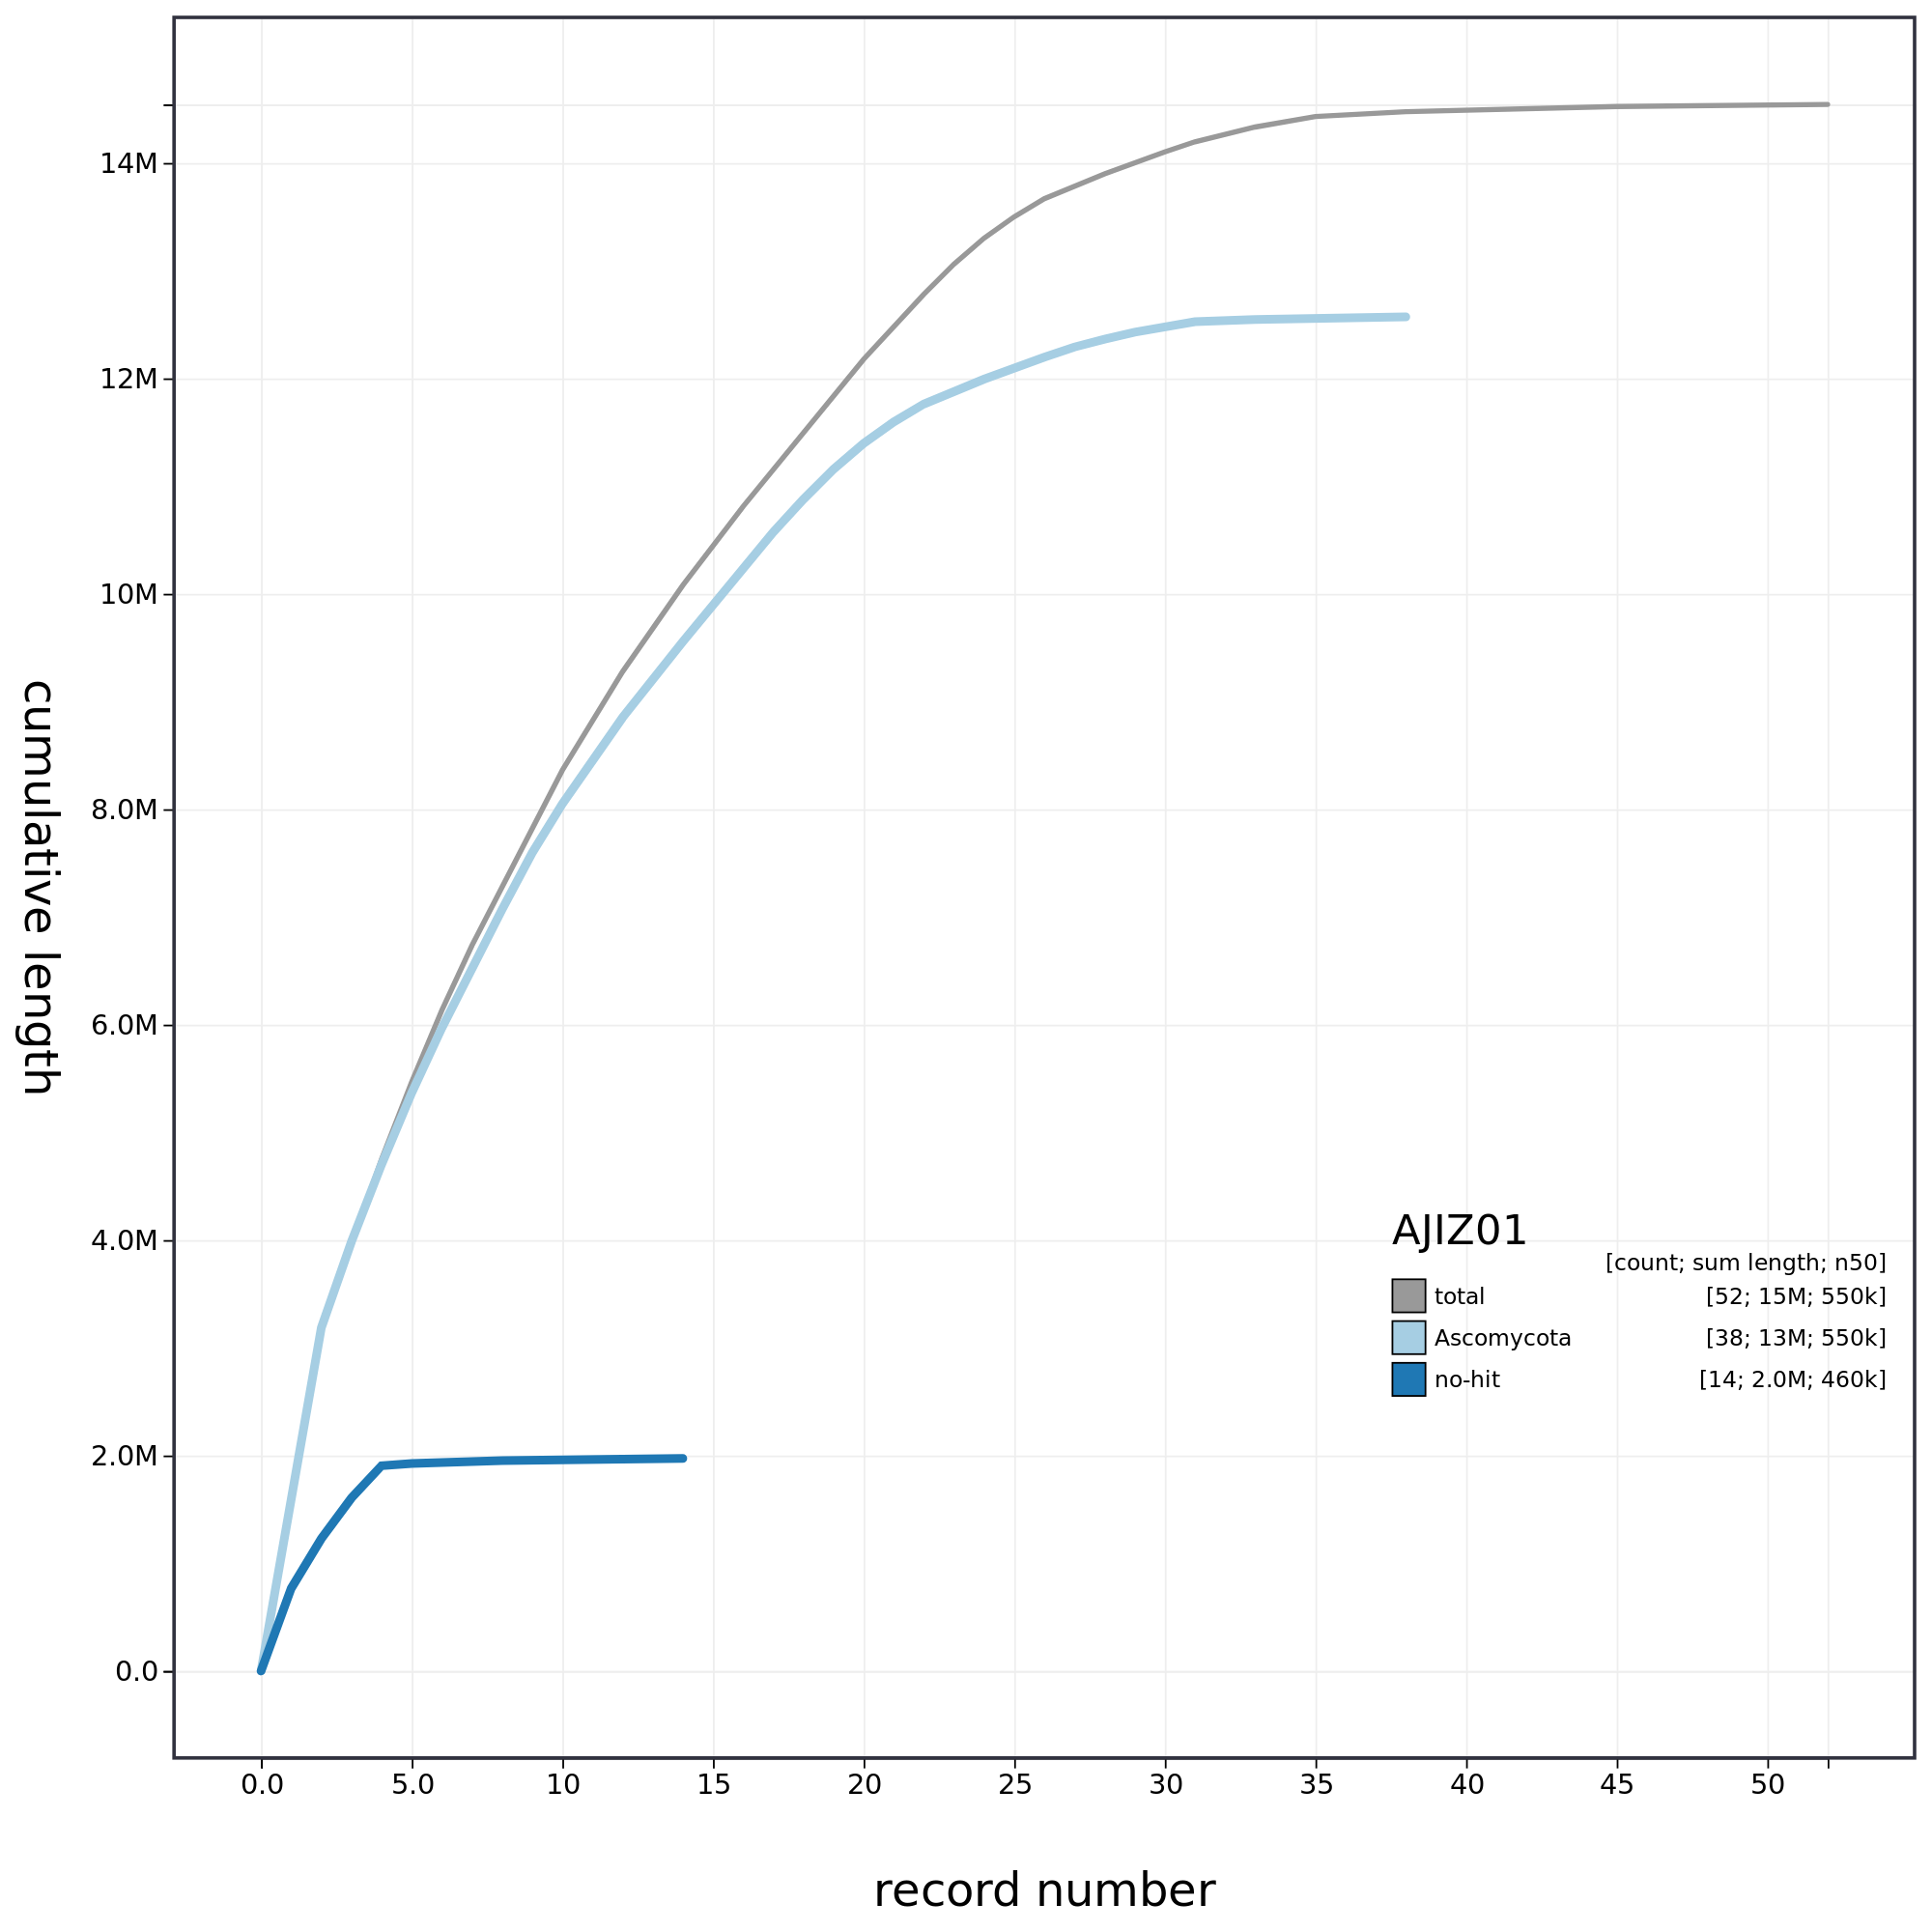 14M
12M
10M
8.0M
6.0M
4.0M
2.0M
0.0
cumulative length
AJIZ01
[count; sum length; n50]
total [52; 15M; 550k]
Ascomycota [38; 13M; 550k]
no-hit [14; 2.0M; 460k]
0.0 5.0 10 15 20 25 30 35 40 45 50
record number